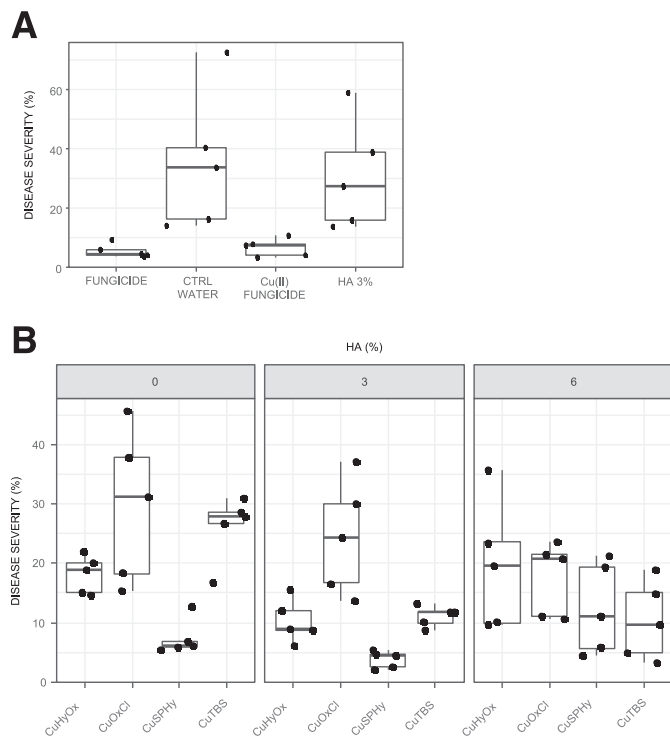 A
DISEASE SEVERITY (%)
60
40
20
0
FUNGICIDE
CTRL
WATER
Cu(II)
FUNGICIDE
HA 3%
B
HA (%)
0
3
6
DISEASE SEVERITY (%)
40
30
20
10
0
CuHyOx
CuOxCl
CuSPHy
CuTBS
CuHyOx
CuOxCl
CuSPHy
CuTBS
CuHyOx
CuOxCl
CuSPHy
CuTBS